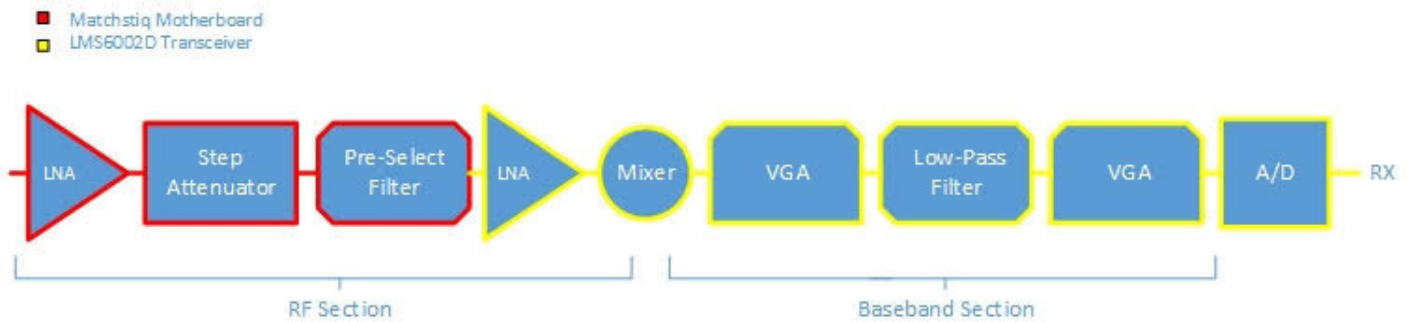 Matchstiq Motherboard
LMS6002D Transceiver
LNA
Step
Attenuator
Pre-Select
Filter
LNA
Mixer
VGA
Low-Pass
Filter
VGA
A/D
RX
RF Section
Baseband Section